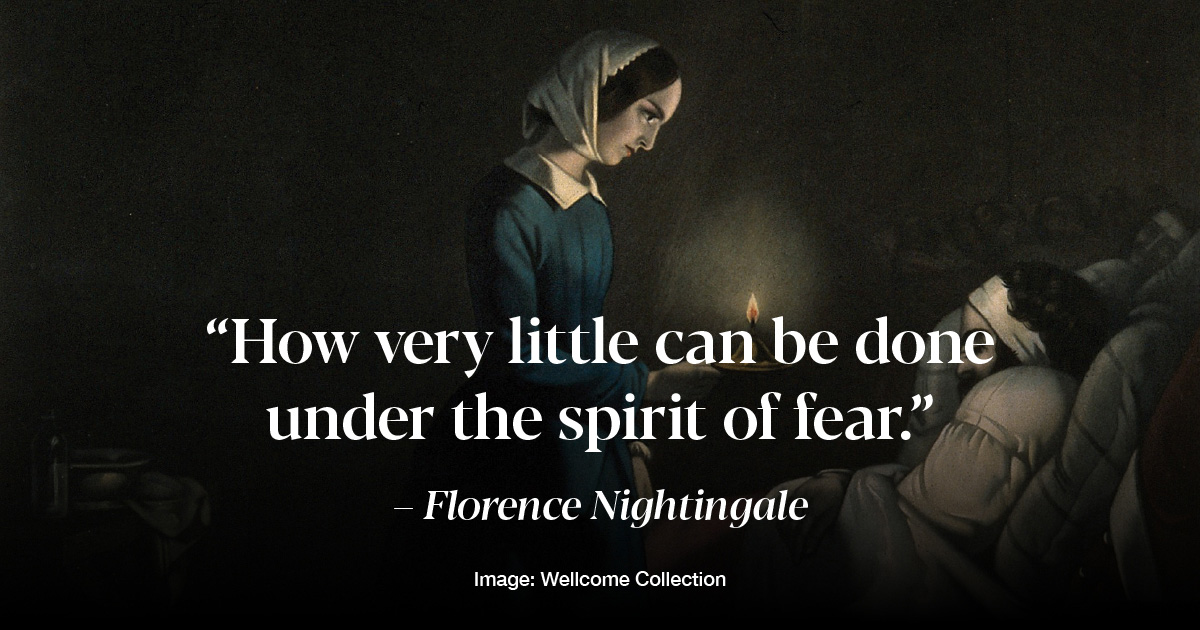 “How very little can be done
under the spirit of fear.”
– Florence Nightingale
Image: Wellcome Collection